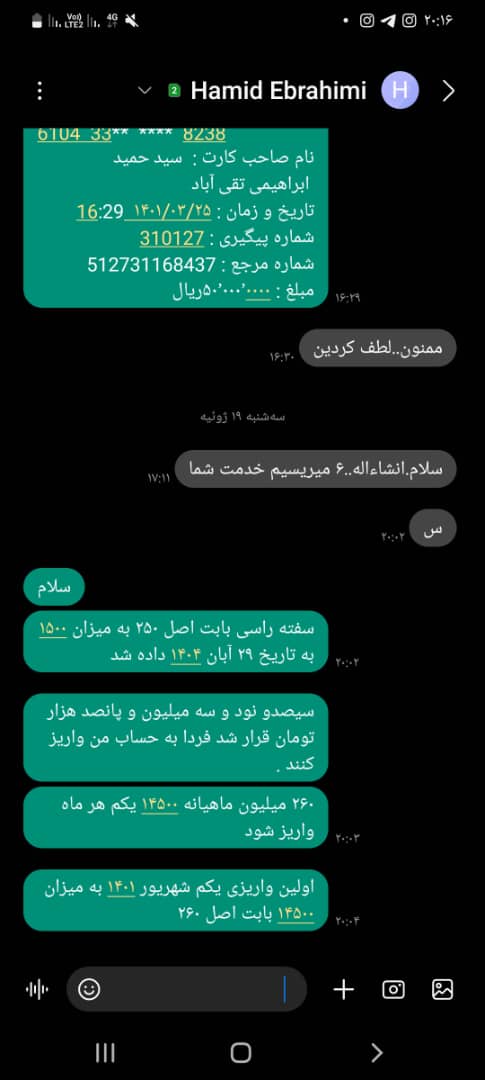 ۲۰:۱۶
4G
Vo))
LTE2
Hamid Ebrahimi
2
H
6104 33** **** 8238
نام صاحب کارت : سید حمید
ابراهیمی تقی آباد
تاریخ و زمان : ۱۴۰۱/۰۳/۲۵ 16:29
شماره پیگیری : 310127
شماره مرجع : 512731168437
مبلغ : ۵۰٬۰۰۰٬۰۰۰ریال
۱۶:۲۹
ممنون..لطف کردین
۱۶:۳۰
سه‌شنبه ۱۹ ژوئیه
سلام.انشاءاله..۶ میریسیم خدمت شما
۱۷:۱۱
س
۲۰:۰۲
سلام
سفته راسی بابت اصل ۲۵۰ به میزان ۱۵۰۰
به تاریخ ۲۹ آبان ۱۴۰۴ داده شد
۲۰:۰۲
سیصدو نود و سه میلیون و پانصد هزار
تومان قرار شد فردا به حساب من واریز
کنند .
۲۶۰ میلیون ماهیانه ۱۴۵۰۰ یکم هر ماه
واریز شود
۲۰:۰۳
اولین واریزی یکم شهریور ۱۴۰۱ به میزان
۱۴۵۰۰ بابت اصل ۲۶۰
۲۰:۰۴